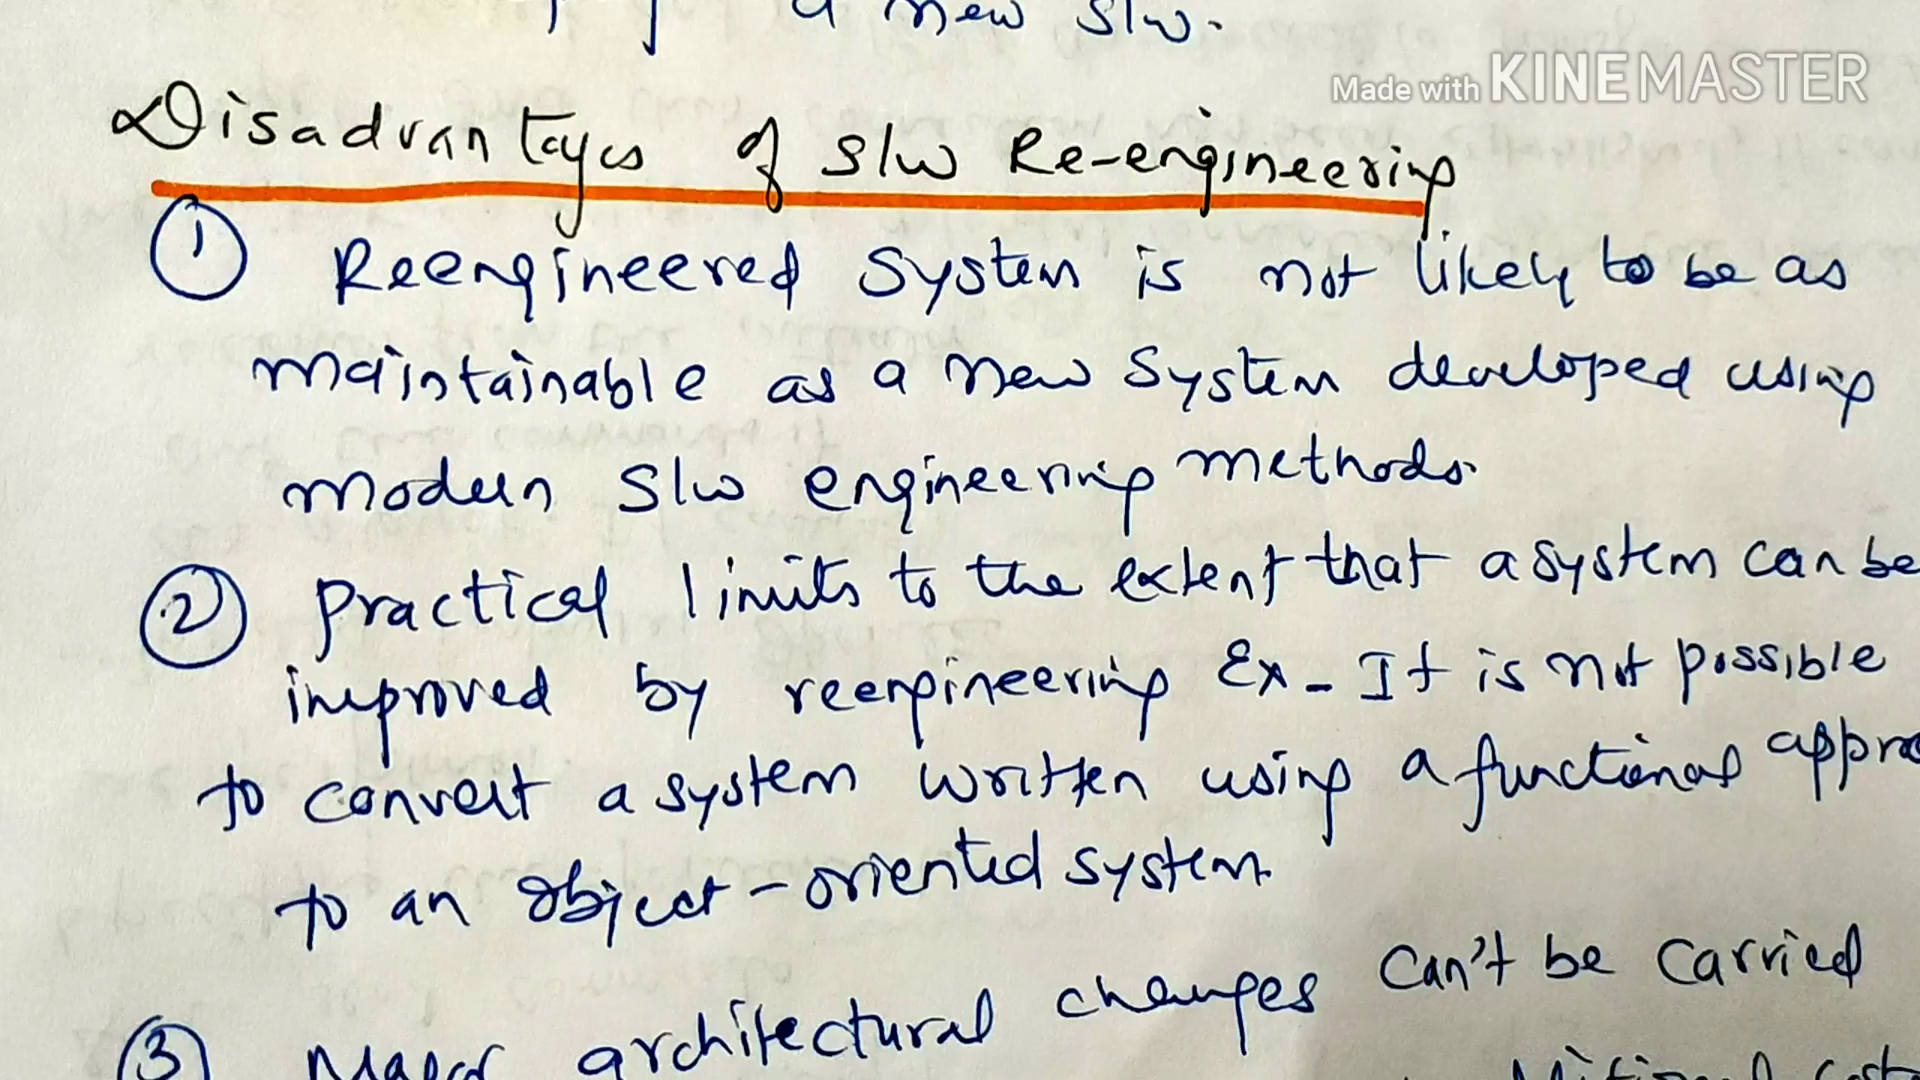 a new S/w.
Made with KINEMASTER
Disadvantages of S/w Re-engineering
① Reengineered System is not likely to be as
maintainable as a new System developed using
modern S/w engineering methods.
② Practical limits to the extent that a system can be
improved by reengineering Ex - It is not possible
to convert a system written using a functional appro
to an object-oriented system.
③ Major architectural changes can't be carried